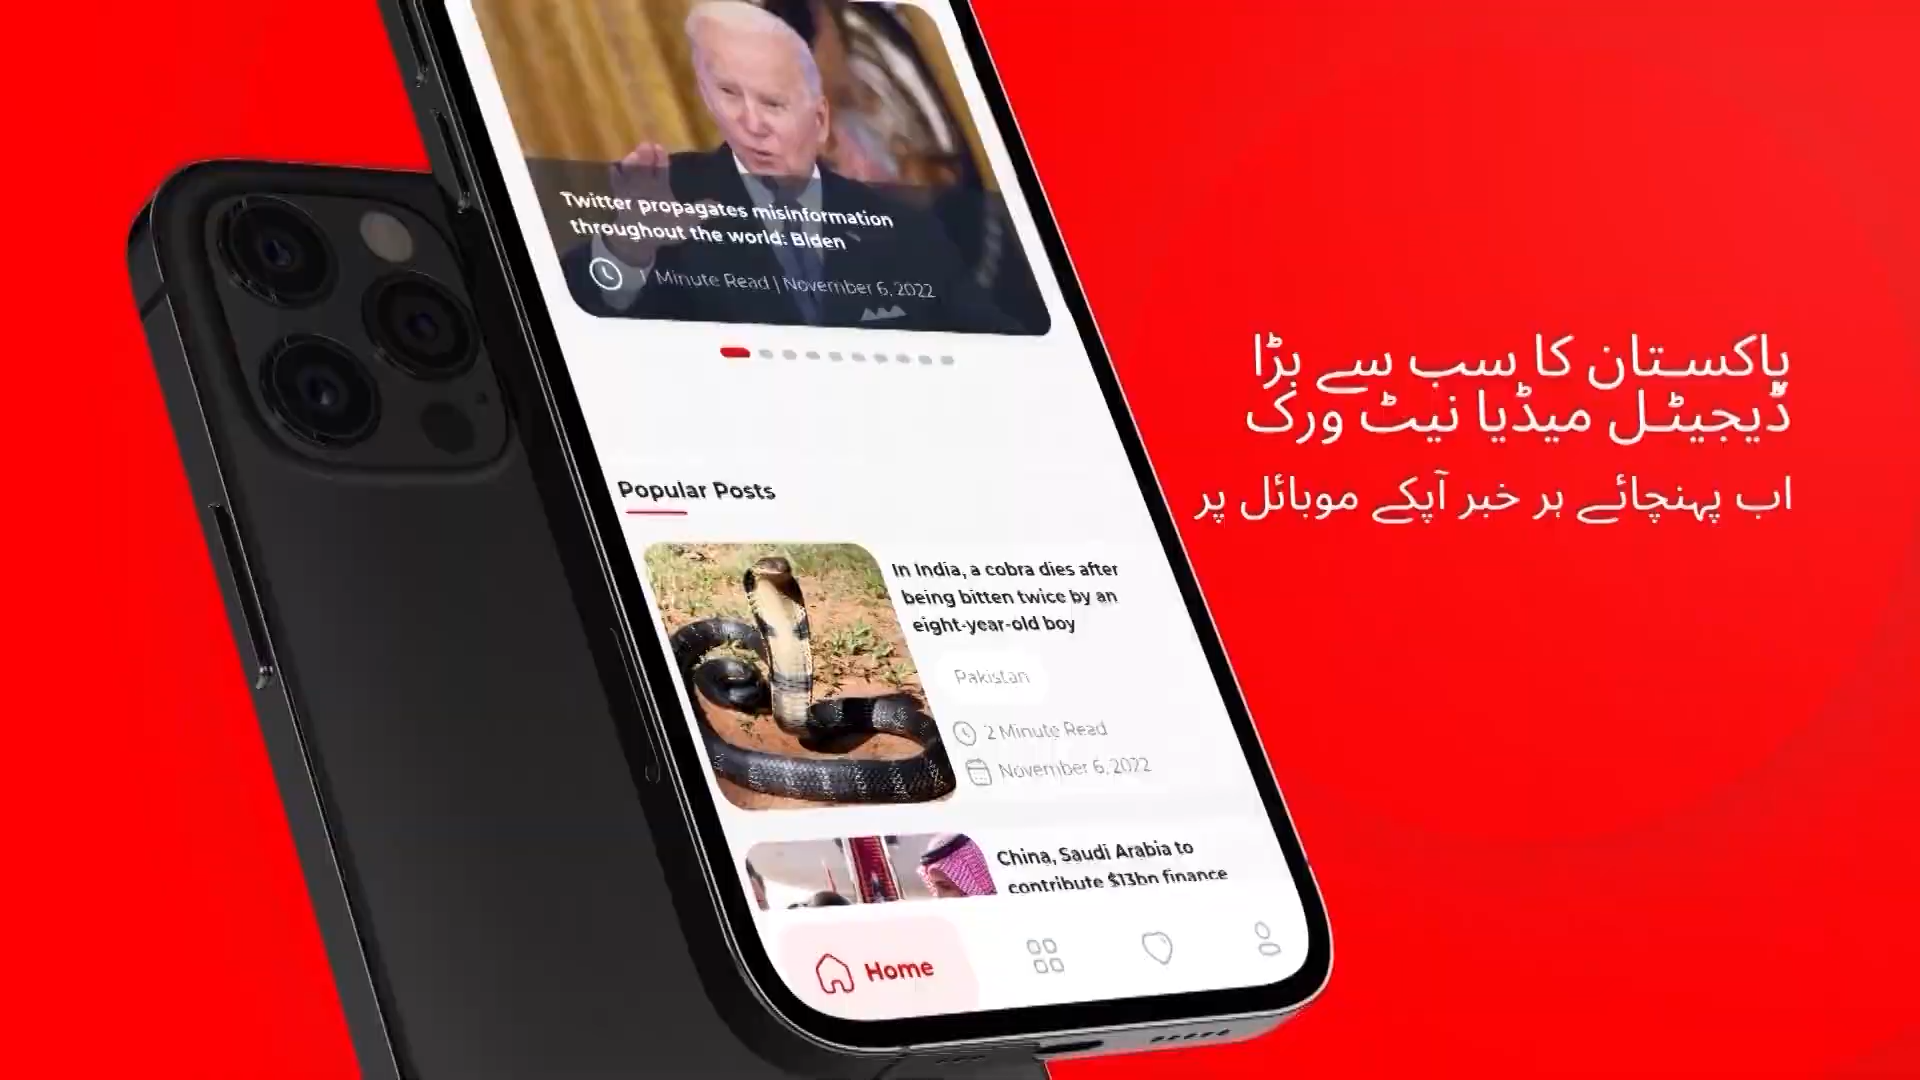 Twitter propagates misinformation
throughout the world: Biden
1 Minute Read | November 6, 2022
Popular Posts
In India, a cobra dies after
being bitten twice by an
eight-year-old boy
Pakistan
2 Minute Read
November 6, 2022
China, Saudi Arabia to
contribute $13bn finance
Home
پاکستان کا سب سے بڑا
ڈیجیٹل میڈیا نیٹ ورک
اب پہنچائے ہر خبر آپکے موبائل پر